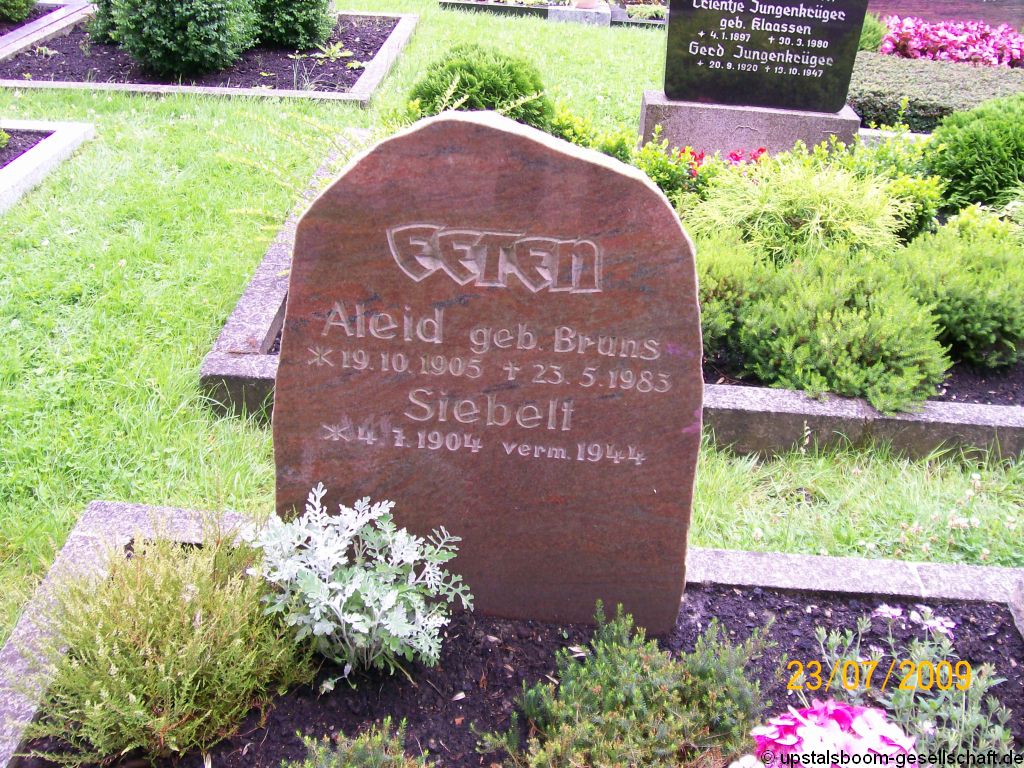 Trientje Jungenkrüger
geb. Klaassen
* 4.1.1897 + 30.3.1980
Gerd Jungenkrüger
* 20.9.1920 + 13.10.1947
EETEN
Aleid geb. Bruns
* 19.10.1905 + 23.5.1983
Siebelt
* 4.7.1904 verm. 1944
23/07/2009
© upstalsboom-gesellschaft.de